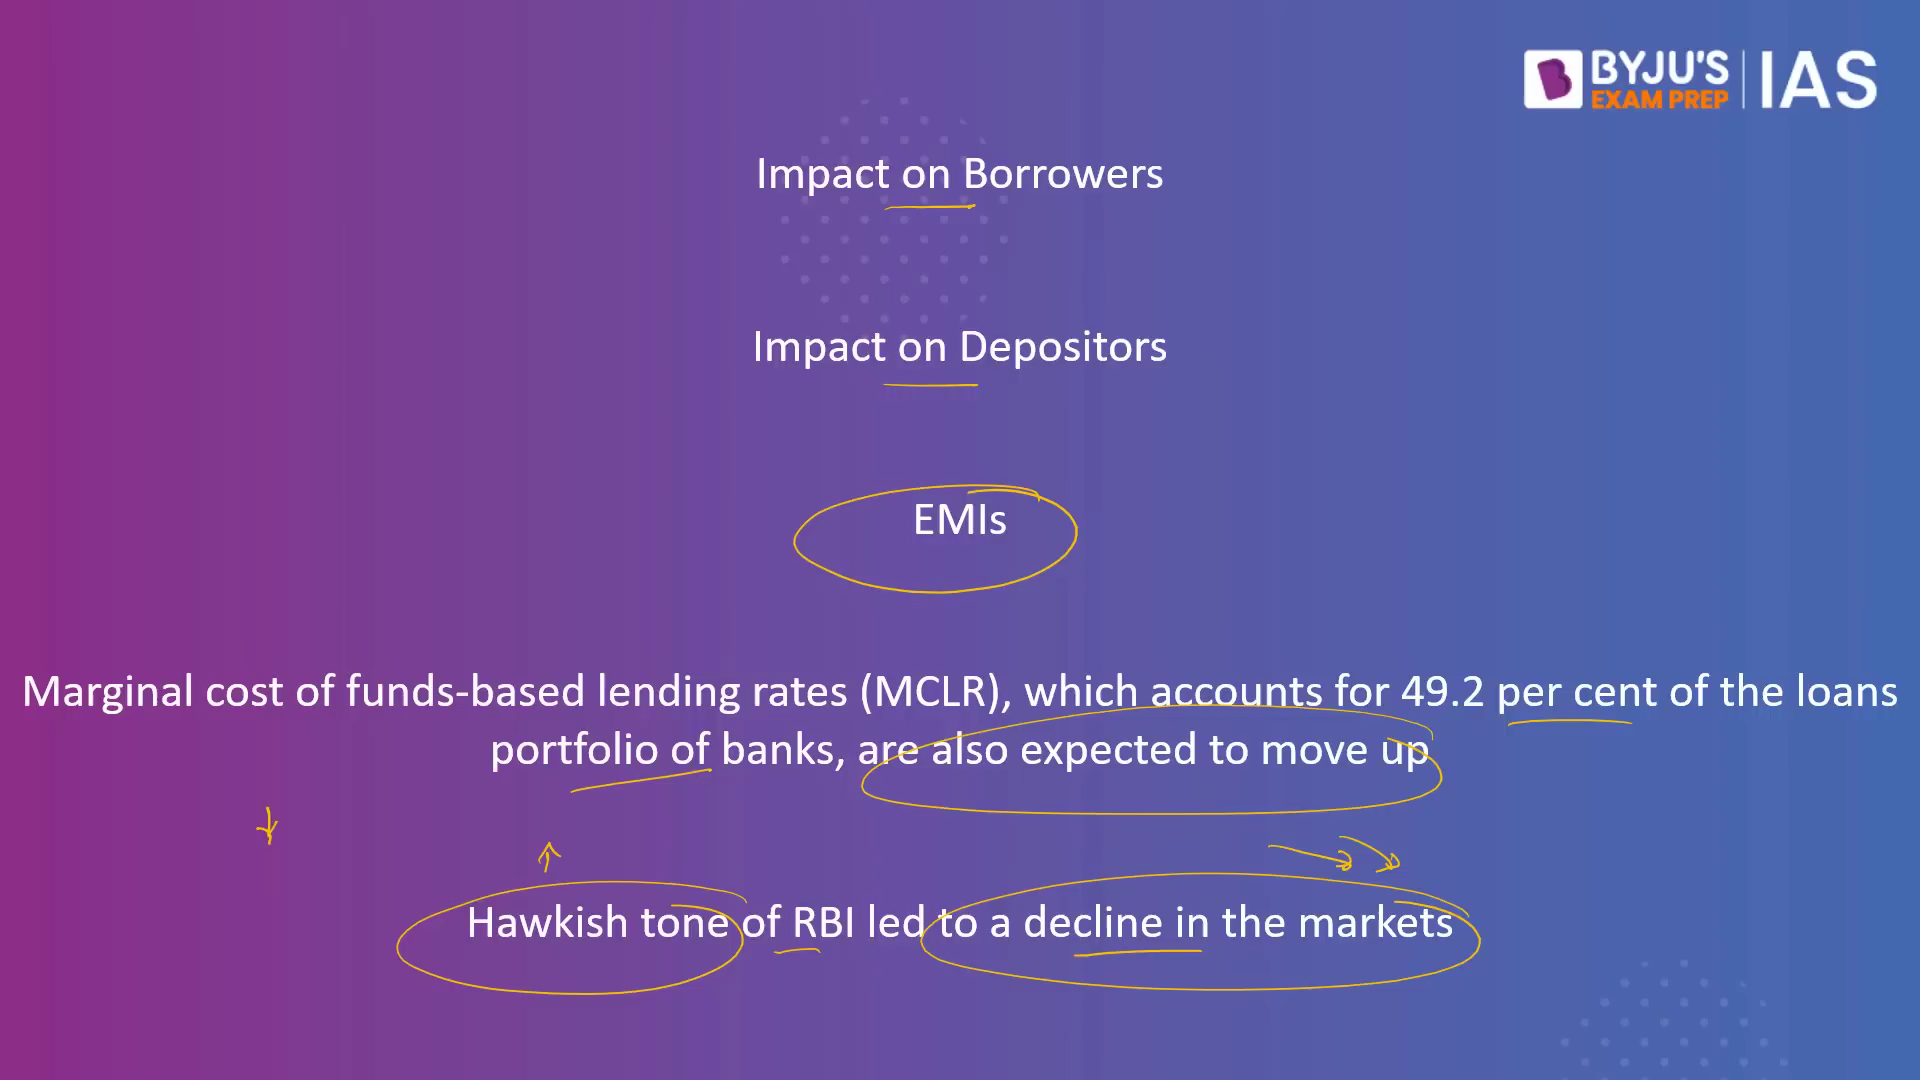 BYJU'S
EXAM PREP
IAS
Impact on Borrowers
Impact on Depositors
EMIs
Marginal cost of funds-based lending rates (MCLR), which accounts for 49.2 per cent of the loans
portfolio of banks, are also expected to move up
Hawkish tone of RBI led to a decline in the markets